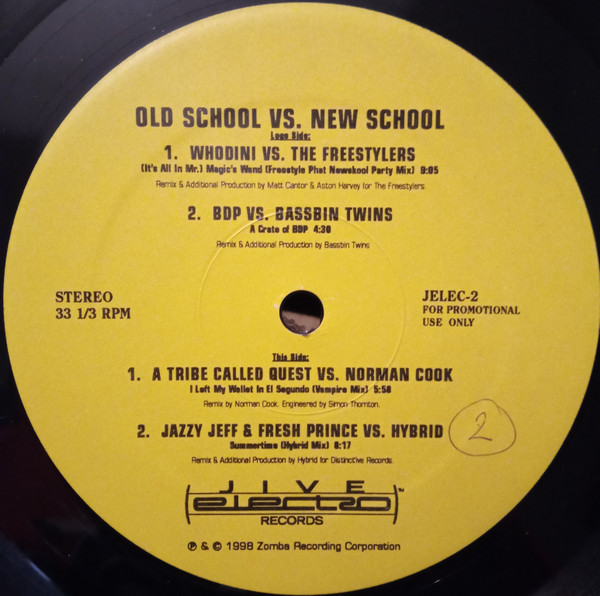 OLD SCHOOL VS. NEW SCHOOL
Logo Side:
1. WHODINI VS. THE FREESTYLERS
(It's All In Mr.) Magic's Wand (Freestyle Phat Newskool Party Mix) 9:05
Remix & Additional Production by Matt Cantor & Aston Harvey for The Freestylers.
2. BDP VS. BASSBIN TWINS
A Crate of BDP 4:30
Remix & Additional Production by Bassbin Twins
STEREO
33 1/3 RPM
JELEC-2
FOR PROMOTIONAL
USE ONLY
This Side:
1. A TRIBE CALLED QUEST VS. NORMAN COOK
I Left My Wallet In El Segundo (Vampire Mix) 5:58
Remix by Norman Cook. Engineered by Simon Thornton.
2. JAZZY JEFF & FRESH PRINCE VS. HYBRID
2
Summertime (Hybrid Mix) 8:17
Remix & Additional Production by Hybrid for Distinct'ive Records.
JIVE
electro
TM
RECORDS
℗ & © 1998 Zomba Recording Corporation